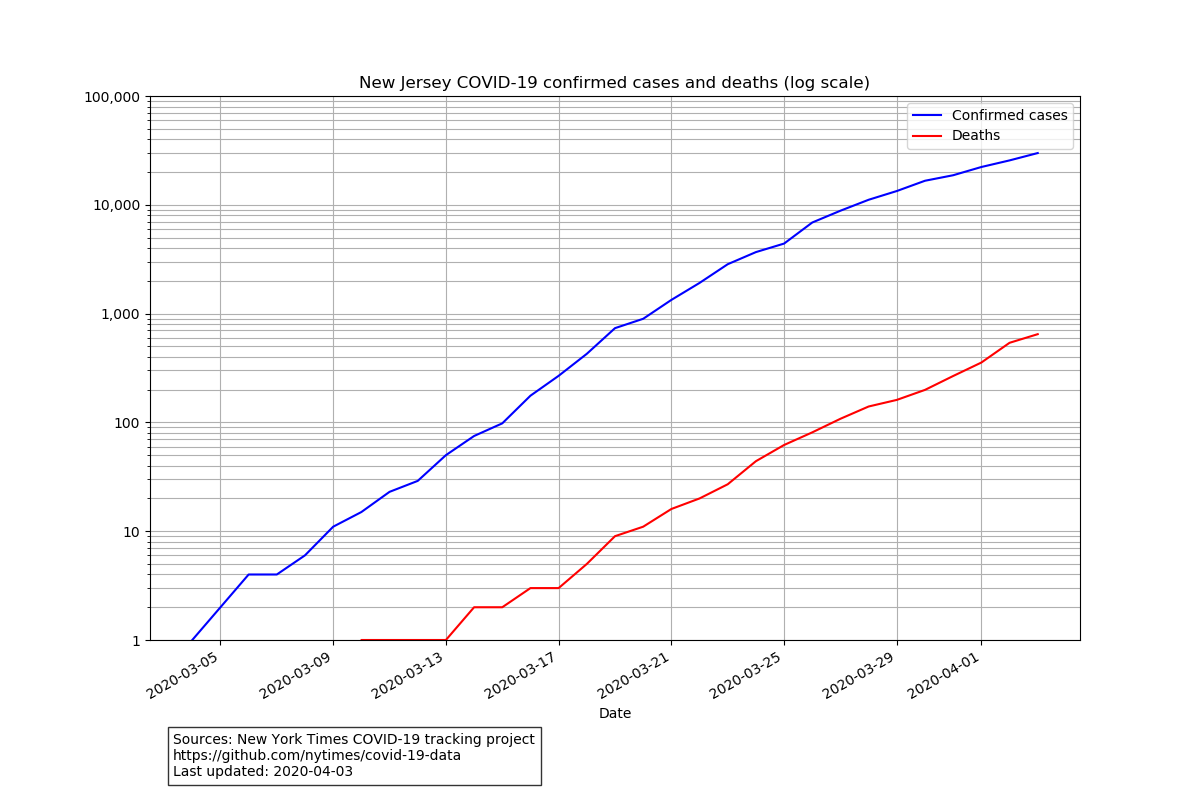 New Jersey COVID-19 confirmed cases and deaths (log scale)
100,000
10,000
1,000
100
10
1
Confirmed cases
Deaths
2020-03-05
2020-03-09
2020-03-13
2020-03-17
2020-03-21
2020-03-25
2020-03-29
2020-04-01
Date
Sources: New York Times COVID-19 tracking project
https://github.com/nytimes/covid-19-data
Last updated: 2020-04-03